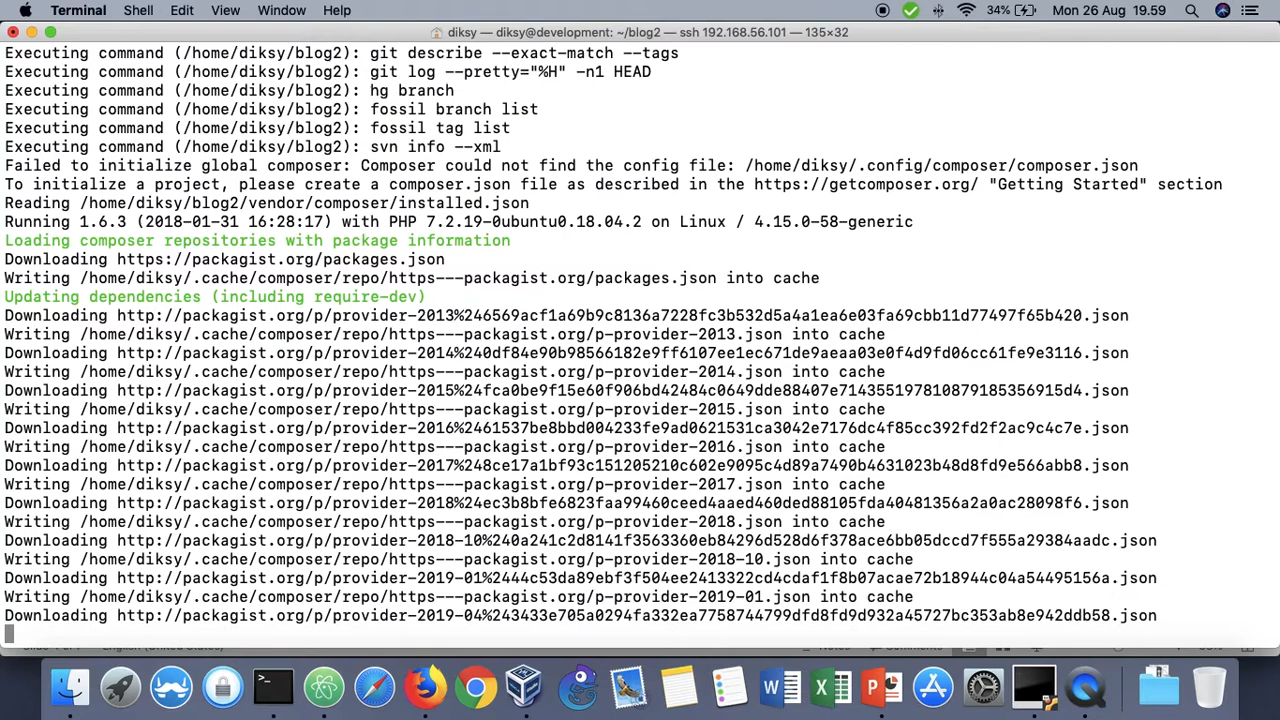 Terminal Shell Edit View Window Help 34% Mon 26 Aug 19.59
diksy — diksy@development: ~/blog2 — ssh 192.168.56.101 — 135×32
Executing command (/home/diksy/blog2): git describe --exact-match --tags
Executing command (/home/diksy/blog2): git log --pretty="%H" -n1 HEAD
Executing command (/home/diksy/blog2): hg branch
Executing command (/home/diksy/blog2): fossil branch list
Executing command (/home/diksy/blog2): fossil tag list
Executing command (/home/diksy/blog2): svn info --xml
Failed to initialize global composer: Composer could not find the config file: /home/diksy/.config/composer/composer.json
To initialize a project, please create a composer.json file as described in the https://getcomposer.org/ "Getting Started" section
Reading /home/diksy/blog2/vendor/composer/installed.json
Running 1.6.3 (2018-01-31 16:28:17) with PHP 7.2.19-0ubuntu0.18.04.2 on Linux / 4.15.0-58-generic
Loading composer repositories with package information
Downloading https://packagist.org/packages.json
Writing /home/diksy/.cache/composer/repo/https---packagist.org/packages.json into cache
Updating dependencies (including require-dev)
Downloading http://packagist.org/p/provider-2013%246569acf1a69b9c8136a7228fc3b532d5a4a1ea6e03fa69cbb11d77497f65b420.json
Writing /home/diksy/.cache/composer/repo/https---packagist.org/p-provider-2013.json into cache
Downloading http://packagist.org/p/provider-2014%240df84e90b98566182e9ff6107ee1ec671de9aeaa03e0f4d9fd06cc61fe9e3116.json
Writing /home/diksy/.cache/composer/repo/https---packagist.org/p-provider-2014.json into cache
Downloading http://packagist.org/p/provider-2015%24fca0be9f15e60f906bd42484c0649dde88407e714355197810879185356915d4.json
Writing /home/diksy/.cache/composer/repo/https---packagist.org/p-provider-2015.json into cache
Downloading http://packagist.org/p/provider-2016%2461537be8bbd004233fe9ad0621531ca3042e7176dc4f85cc392fd2f2ac9c4c7e.json
Writing /home/diksy/.cache/composer/repo/https---packagist.org/p-provider-2016.json into cache
Downloading http://packagist.org/p/provider-2017%248ce17a1bf93c151205210c602e9095c4d89a7490b4631023b48d8fd9e566abb8.json
Writing /home/diksy/.cache/composer/repo/https---packagist.org/p-provider-2017.json into cache
Downloading http://packagist.org/p/provider-2018%24ec3b8bfe6823faa99460ceed4aaed460ded88105fda40481356a2a0ac28098f6.json
Writing /home/diksy/.cache/composer/repo/https---packagist.org/p-provider-2018.json into cache
Downloading http://packagist.org/p/provider-2018-10%240a241c2d8141f3563360eb84296d528d6f378ace6bb05dccd7f555a29384aadc.json
Writing /home/diksy/.cache/composer/repo/https---packagist.org/p-provider-2018-10.json into cache
Downloading http://packagist.org/p/provider-2019-01%2444c53da89ebf3f504ee2413322cd4cdaf1f8b07acae72b18944c04a54495156a.json
Writing /home/diksy/.cache/composer/repo/https---packagist.org/p-provider-2019-01.json into cache
Downloading http://packagist.org/p/provider-2019-04%243433e705a0294fa332ea7758744799dfd8fd9d932a45727bc353ab8e942ddb58.json